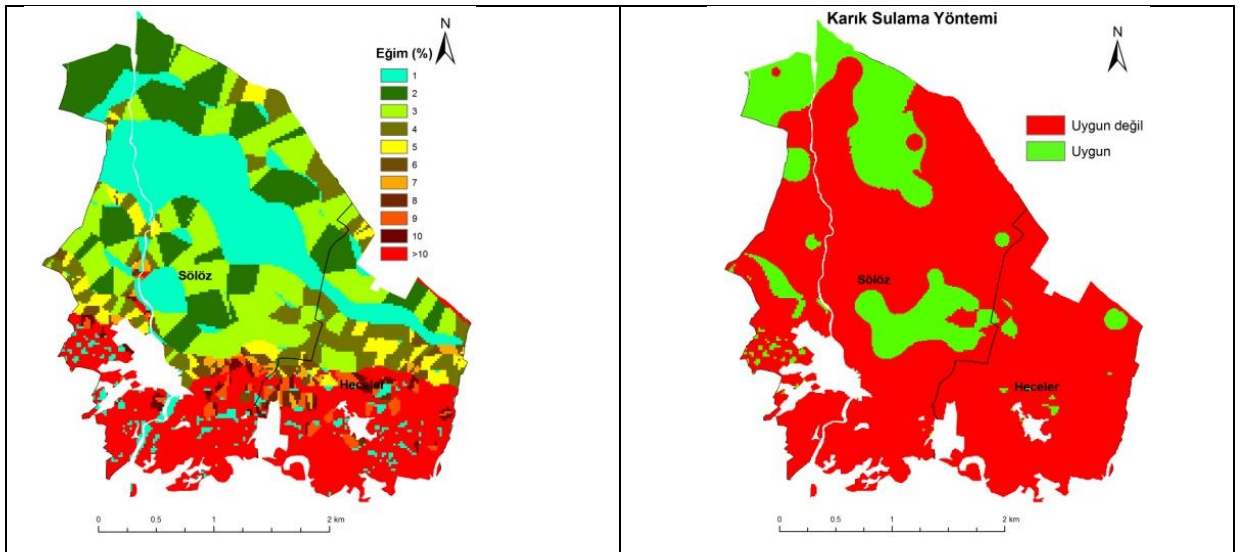 N
Eğim (%)
1
2
3
4
5
6
7
8
9
10
>10
Sölöz
Heceler
0 0.5 1 2 km
Karık Sulama Yöntemi
N
Uygun değil
Uygun
Sölöz
Heceler
0 0.5 1 2 km